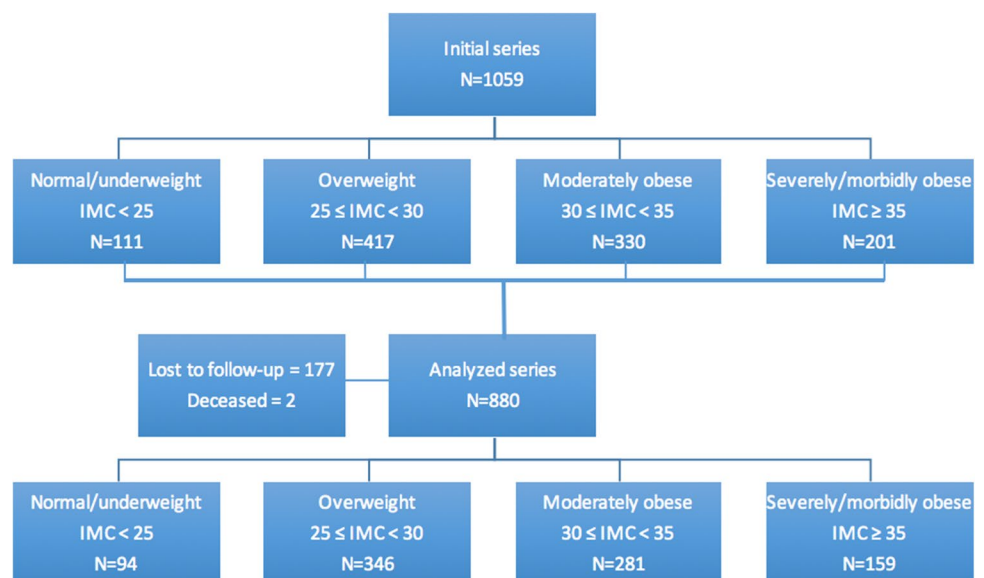 Initial series
N=1059
Normal/underweight
IMC < 25
N=111
Overweight
25 ≤ IMC < 30
N=417
Moderately obese
30 ≤ IMC < 35
N=330
Severely/morbidly obese
IMC ≥ 35
N=201
Lost to follow-up = 177
Deceased = 2
Analyzed series
N=880
Normal/underweight
IMC < 25
N=94
Overweight
25 ≤ IMC < 30
N=346
Moderately obese
30 ≤ IMC < 35
N=281
Severely/morbidly obese
IMC ≥ 35
N=159